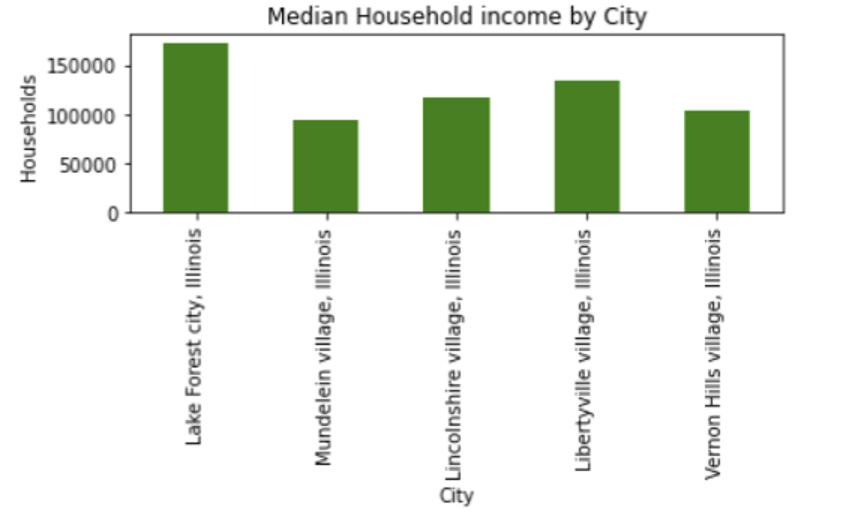 Median Household income by City
Households
150000
100000
50000
0
Lake Forest city, Illinois
Mundelein village, Illinois
Lincolnshire village, Illinois
Libertyville village, Illinois
Vernon Hills village, Illinois
City